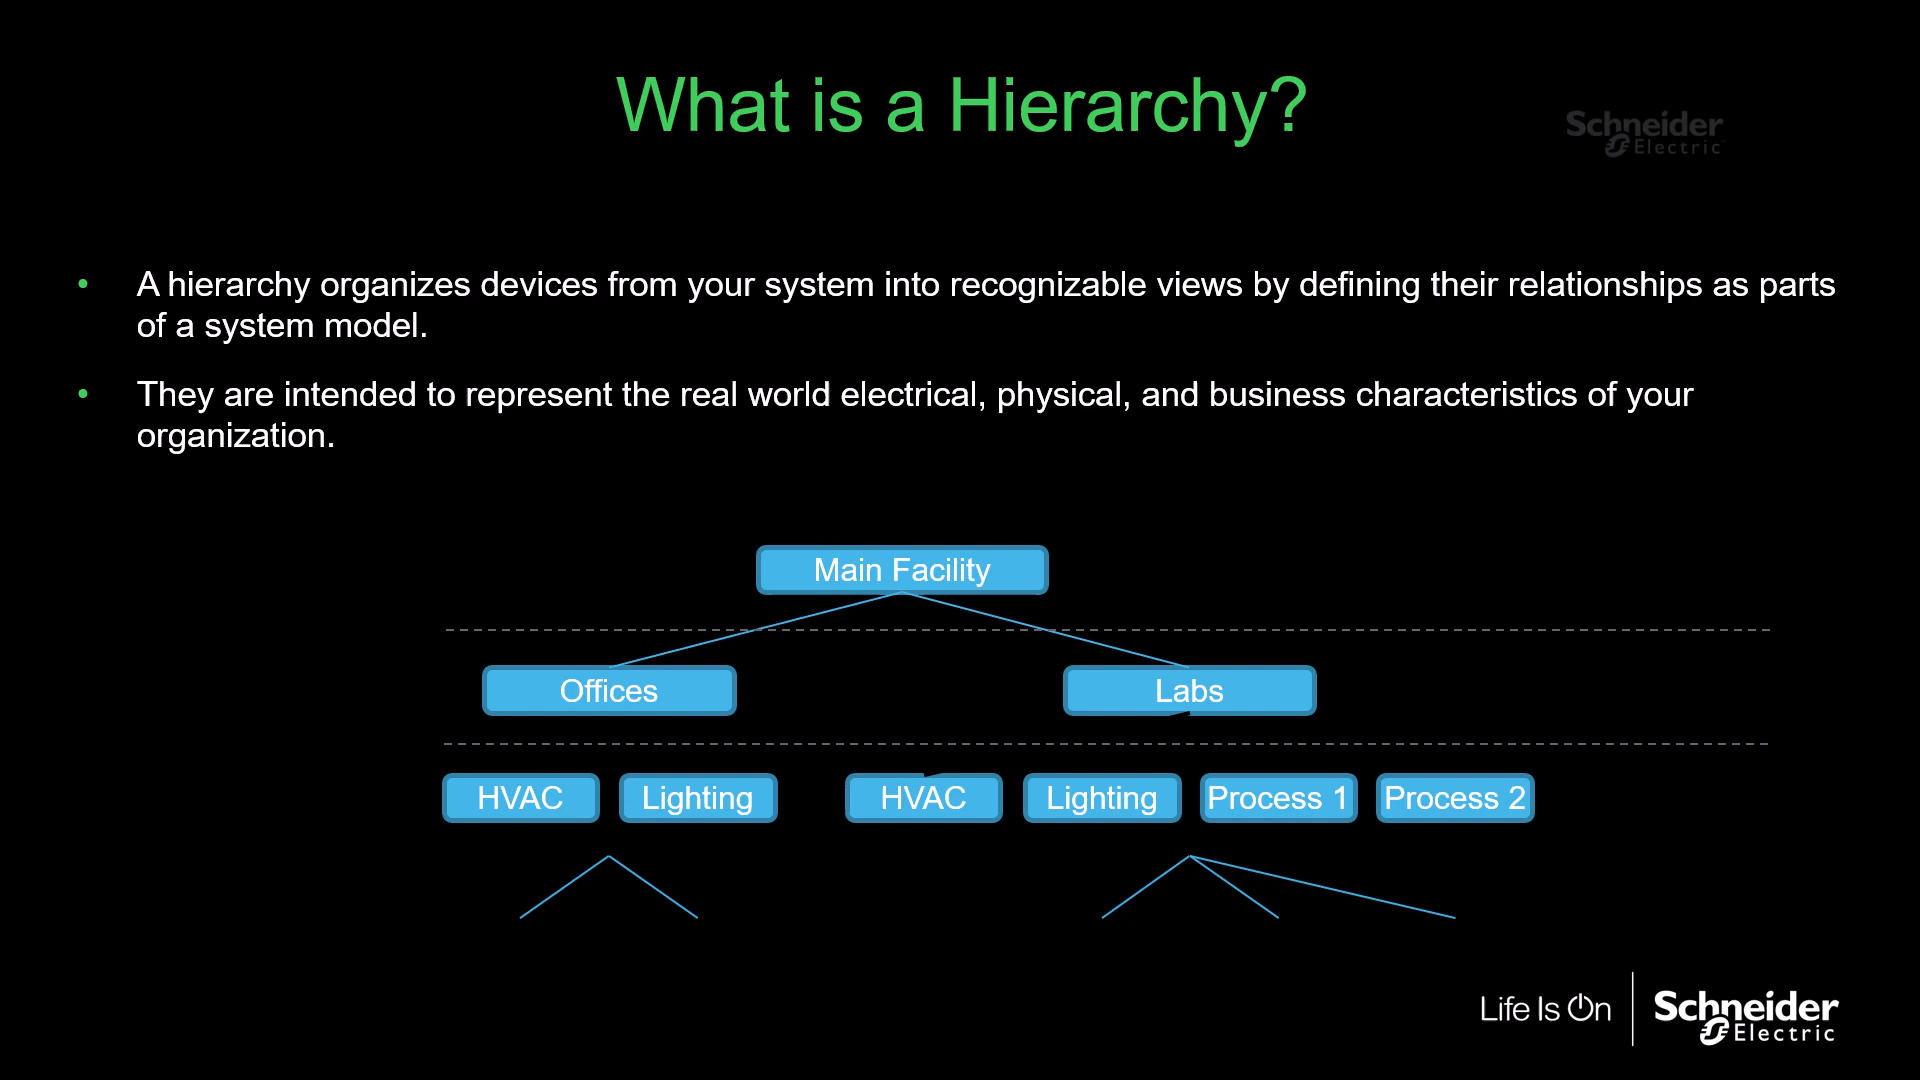 What is a Hierarchy?
Schneider
Electric
• A hierarchy organizes devices from your system into recognizable views by defining their relationships as parts
of a system model.
• They are intended to represent the real world electrical, physical, and business characteristics of your
organization.
Main Facility
Offices Labs
HVAC Lighting HVAC Lighting Process 1 Process 2
Life Is On Schneider
Electric